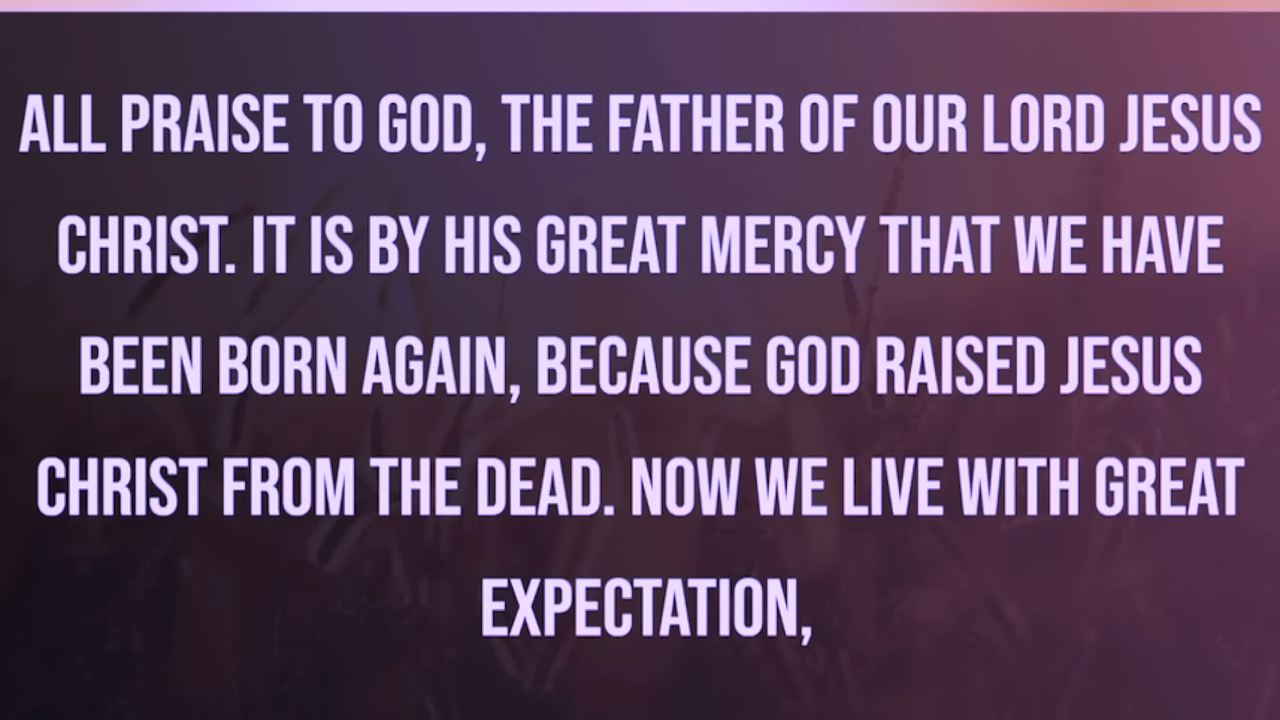 ALL PRAISE TO GOD, THE FATHER OF OUR LORD JESUS
CHRIST. IT IS BY HIS GREAT MERCY THAT WE HAVE
BEEN BORN AGAIN, BECAUSE GOD RAISED JESUS
CHRIST FROM THE DEAD. NOW WE LIVE WITH GREAT
EXPECTATION,